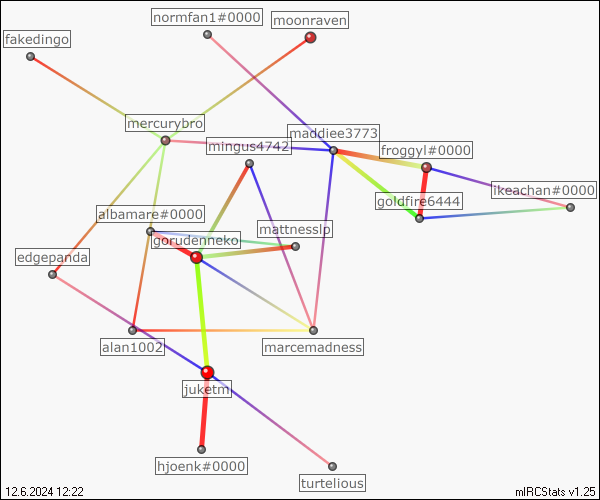 normfan1#0000
moonraven
fakedingo
mercurybro
maddiee3773
mingus4742
froggyl#0000
ikeachan#0000
goldfire6444
albamare#0000
mattnesslp
gorudenneko
edgepanda
alan1002
marcemadness
juketm
hjoenk#0000
turtelious
12.6.2024 12:22
mIRCStats v1.25